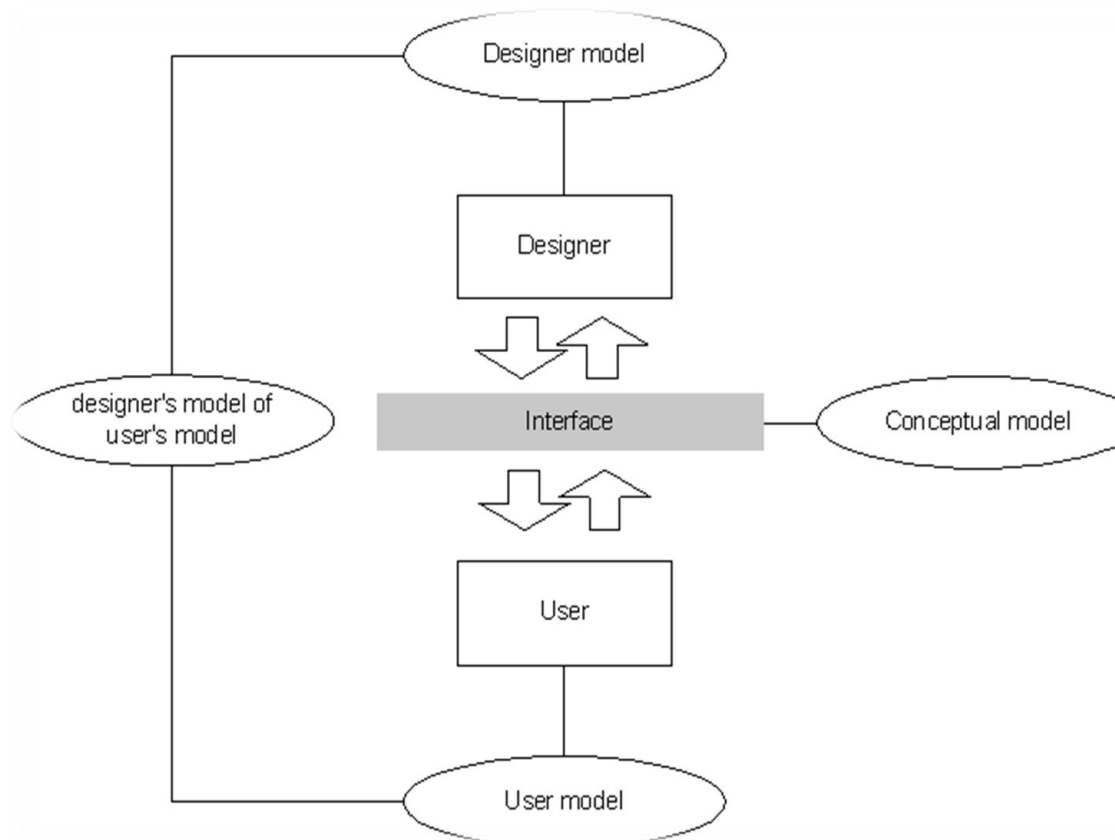 Designer model
Designer
designer's model of
user's model
Interface
Conceptual model
User
User model